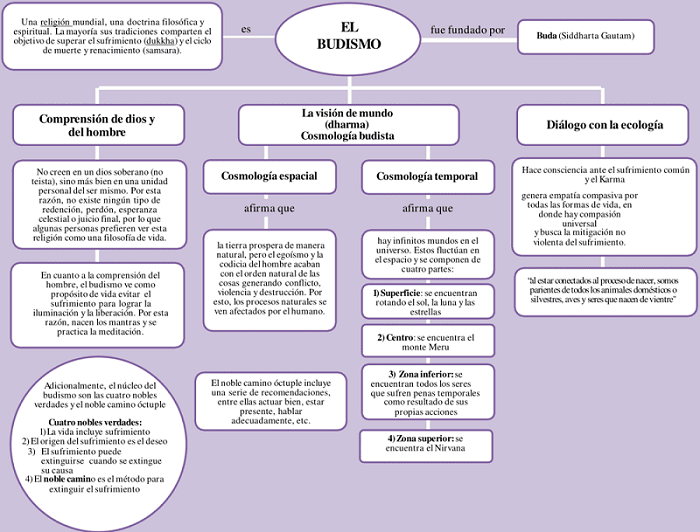 Una religión mundial, una doctrina filosófica y
espiritual. La mayoría sus tradiciones comparten el
objetivo de superar el sufrimiento (dukkha) y el ciclo
de muerte y renacimiento (samsara).
es
EL
BUDISMO
fue fundado por
Buda (Siddharta Gautam)
Comprensión de dios y
del hombre
No creen en un dios soberano (no
teista), sino más bien en una unidad
personal del ser mismo. Por esta
razón, no existe ningún tipo de
redención, perdón, esperanza
celestial o juicio final, por lo que
algunas personas prefieren ver esta
religión como una filosofía de vida.
En cuanto a la comprensión del
hombre, el budismo ve como
propósito de vida evitar el
sufrimiento para lograr la
iluminación y la liberación. Por esta
razón, nacen los mantras y se
practica la meditación.
Adicionalmente, el núcleo del
budismo son las cuatro nobles
verdades y el noble camino óctuple
Cuatro nobles verdades:
1) La vida incluye sufrimiento
2) El origen del sufrimiento es el deseo
3) El sufrimiento puede
extinguirse cuando se extingue
su causa
4) El noble camino es el método para
extinguir el sufrimiento
La visión de mundo
(dharma)
Cosmología budista
Cosmología espacial
afirma que
la tierra prospera de manera
natural, pero el egoísmo y la
codicia del hombre acaban
con el orden natural de las
cosas generando conflicto,
violencia y destrucción. Por
esto, los procesos naturales se
ven afectados por el humano.
El noble camino óctuple incluye
una serie de recomendaciones,
entre ellas actuar bien, estar
presente, hablar
adecuadamente, etc.
Cosmología temporal
afirma que
hay infinitos mundos en el
universo. Estos fluctúan en
el espacio y se componen de
cuatro partes:
1) Superficie: se encuentran
rotando el sol, la luna y las
estrellas
2) Centro: se encuentra el
monte Meru
3) Zona inferior: se
encuentran todos los seres
que sufren penas temporales
como resultado de sus
propias acciones
4) Zona superior: se
encuentra el Nirvana
Diálogo con la ecología
Hace consciencia ante el sufrimiento común
y el Karma
genera empatía compasiva por
todas las formas de vida, en
donde hay compasión
universal
y busca la mitigación no
violenta del sufrimiento.
"Al estar conectados al proceso de nacer, somos
parientes de todos los animales domésticos o
silvestres, aves y seres que nacen de vientre"